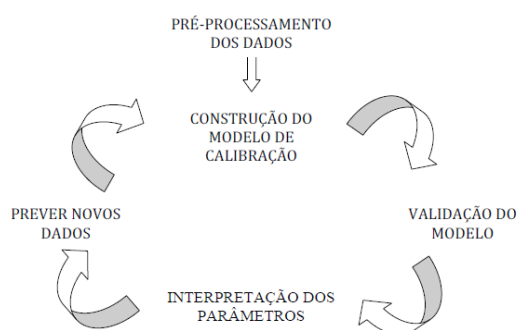 PRÉ-PROCESSAMENTO
DOS DADOS
CONSTRUÇÃO DO
MODELO DE
CALIBRAÇÃO
VALIDAÇÃO DO
MODELO
INTERPRETAÇÃO DOS
PARÂMETROS
PREVER NOVOS
DADOS